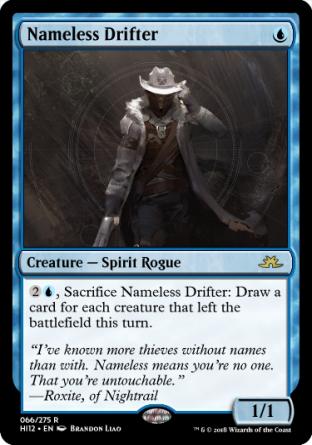 Nameless Drifter
Creature — Spirit Rogue
2, Sacrifice Nameless Drifter: Draw a
card for each creature that left the
battlefield this turn.
“I’ve known more thieves without names
than with. Nameless means you’re no one.
That you’re untouchable.”
—Roxite, of Nightrail
1/1
066/275 R
HI12 • EN Brandon Liao
™ & © 2018 Wizards of the Coast